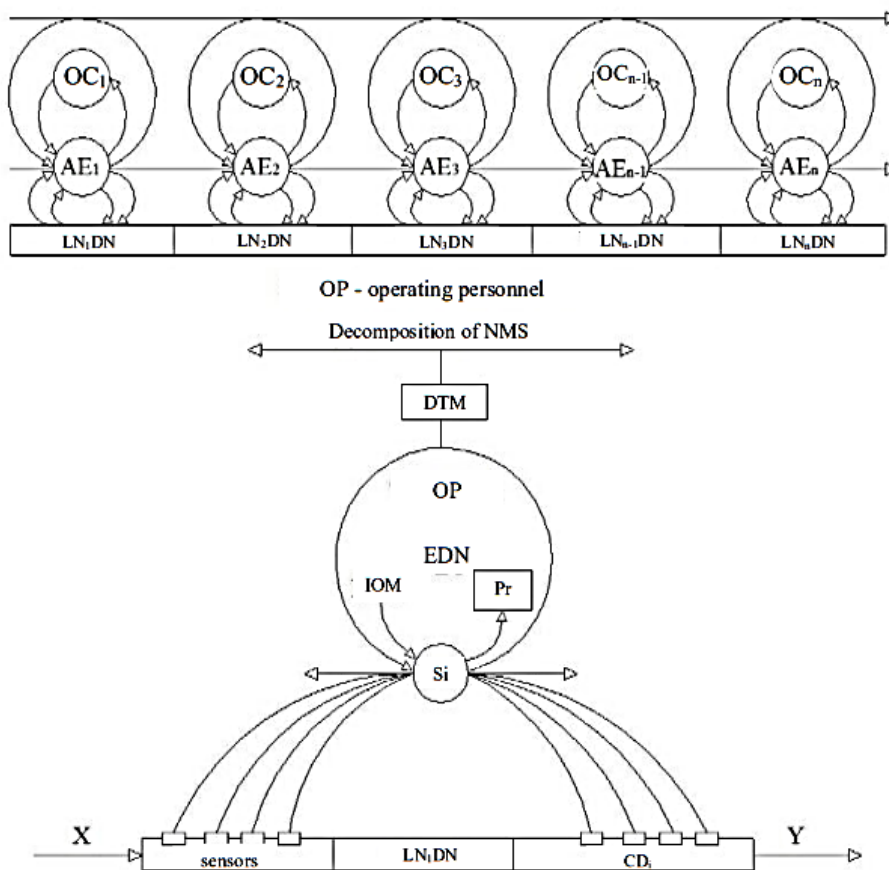 OC₁ OC₂ OC₃ OCₙ₋₁ OCₙ
AE₁ AE₂ AE₃ AEₙ₋₁ AEₙ
LN₁DN LN₂DN LN₃DN LNₙ₋₁DN LNₙDN
OP - operating personnel
Decomposition of NMS
DTM
OP
EDN
IOM Pr
Si
X Y
sensors LN₁DN CDᵢ